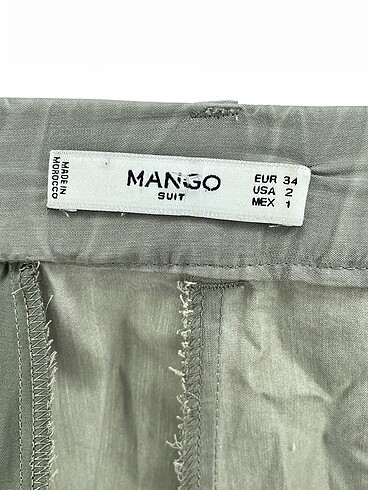 MADE IN
MOROCCO
MANGO
SUIT
EUR 34
USA 2
MEX 1